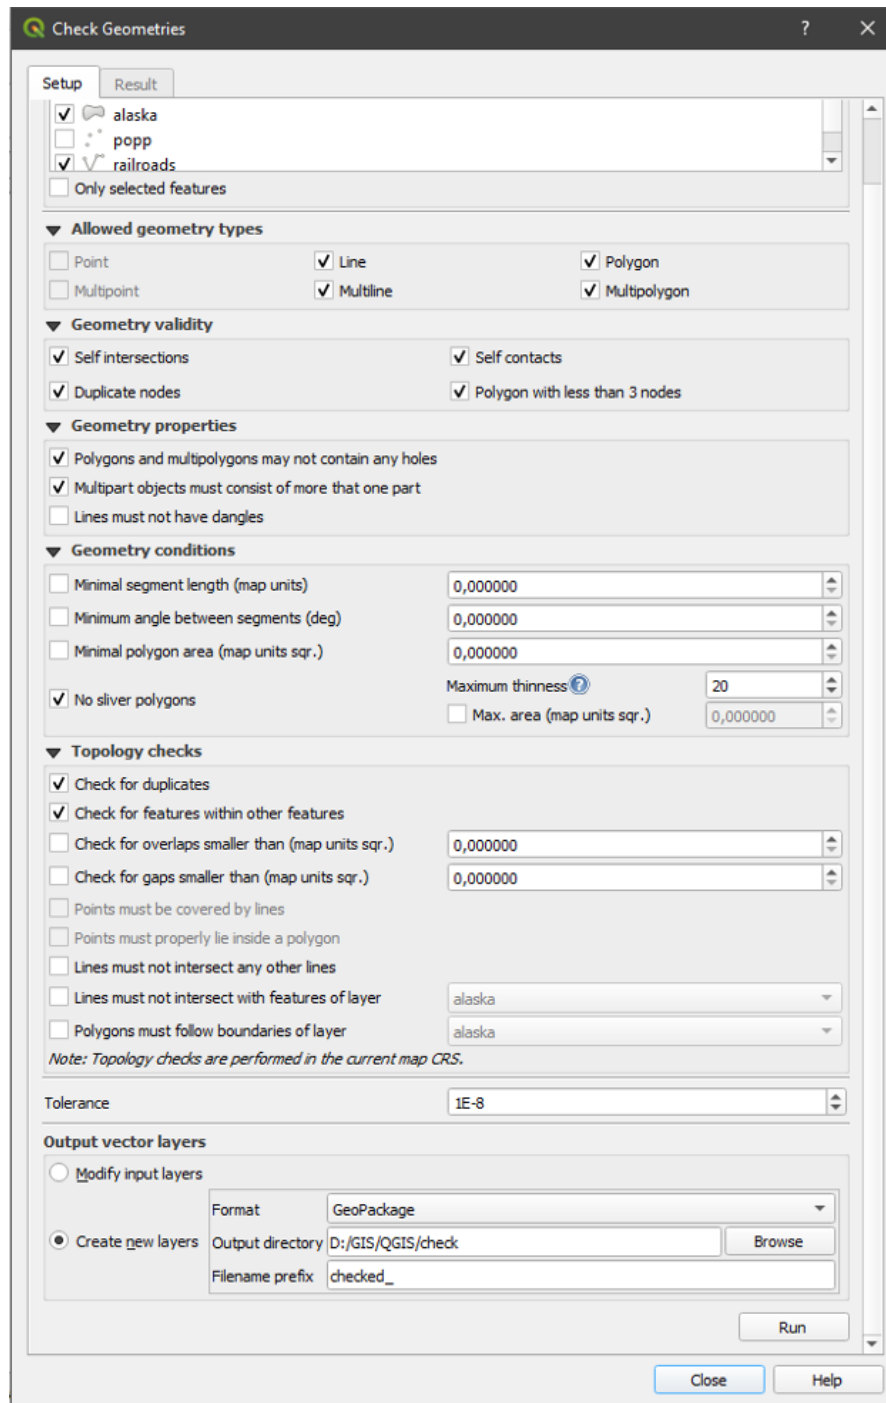 Check Geometries ? ×
Setup Result
alaska
popp
railroads
Only selected features
Allowed geometry types
Point Line Polygon
Multipoint Multiline Multipolygon
Geometry validity
Self intersections Self contacts
Duplicate nodes Polygon with less than 3 nodes
Geometry properties
Polygons and multipolygons may not contain any holes
Multipart objects must consist of more that one part
Lines must not have dangles
Geometry conditions
Minimal segment length (map units) 0,000000
Minimum angle between segments (deg) 0,000000
Minimal polygon area (map units sqr.) 0,000000
No sliver polygons Maximum thinness ? 20
Max. area (map units sqr.) 0,000000
Topology checks
Check for duplicates
Check for features within other features
Check for overlaps smaller than (map units sqr.) 0,000000
Check for gaps smaller than (map units sqr.) 0,000000
Points must be covered by lines
Points must properly lie inside a polygon
Lines must not intersect any other lines
Lines must not intersect with features of layer alaska
Polygons must follow boundaries of layer alaska
Note: Topology checks are performed in the current map CRS.
Tolerance 1E-8
Output vector layers
Modify input layers
Format GeoPackage
Create new layers Output directory D:/GIS/QGIS/check Browse
Filename prefix checked_
Run
Close Help